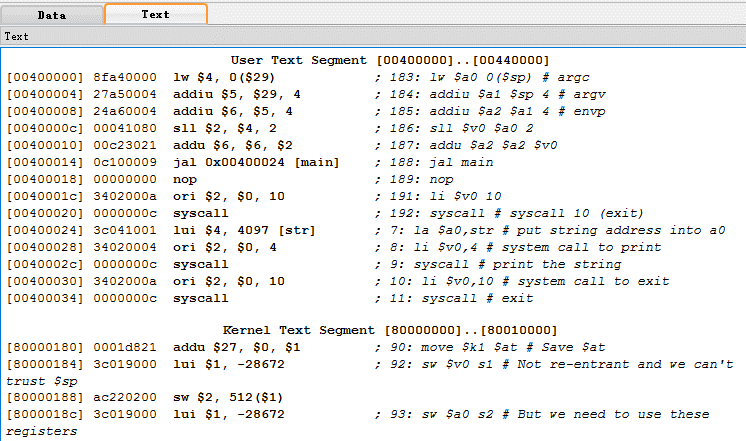 Data Text
Text
User Text Segment [00400000]..[00440000]
[00400000] 8fa40000 lw $4, 0($29) ; 183: lw $a0 0($sp) # argc
[00400004] 27a50004 addiu $5, $29, 4 ; 184: addiu $a1 $sp 4 # argv
[00400008] 24a60004 addiu $6, $5, 4 ; 185: addiu $a2 $a1 4 # envp
[0040000c] 00041080 sll $2, $4, 2 ; 186: sll $v0 $a0 2
[00400010] 00c23021 addu $6, $6, $2 ; 187: addu $a2 $a2 $v0
[00400014] 0c100009 jal 0x00400024 [main] ; 188: jal main
[00400018] 00000000 nop ; 189: nop
[0040001c] 3402000a ori $2, $0, 10 ; 191: li $v0 10
[00400020] 0000000c syscall ; 192: syscall # syscall 10 (exit)
[00400024] 3c041001 lui $4, 4097 [str] ; 7: la $a0,str # put string address into a0
[00400028] 34020004 ori $2, $0, 4 ; 8: li $v0,4 # system call to print
[0040002c] 0000000c syscall ; 9: syscall # print the string
[00400030] 3402000a ori $2, $0, 10 ; 10: li $v0,10 # system call to exit
[00400034] 0000000c syscall ; 11: syscall # exit
Kernel Text Segment [80000000]..[80010000]
[80000180] 0001d821 addu $27, $0, $1 ; 90: move $k1 $at # Save $at
[80000184] 3c019000 lui $1, -28672 ; 92: sw $v0 s1 # Not re-entrant and we can't
trust $sp
[80000188] ac220200 sw $2, 512($1)
[8000018c] 3c019000 lui $1, -28672 ; 93: sw $a0 s2 # But we need to use these
registers